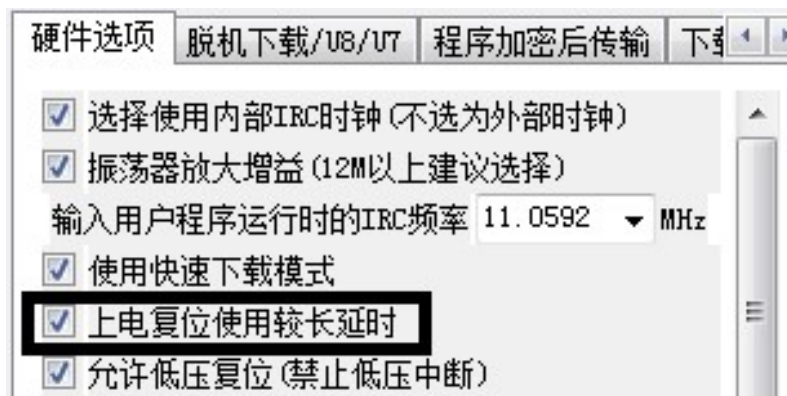 硬件选项 脱机下载/U8/U7 程序加密后传输 下
选择使用内部IRC时钟(不选为外部时钟)
振荡器放大增益(12M以上建议选择)
输入用户程序运行时的IRC频率 11.0592 MHz
使用快速下载模式
上电复位使用较长延时
允许低压复位(禁止低压中断)